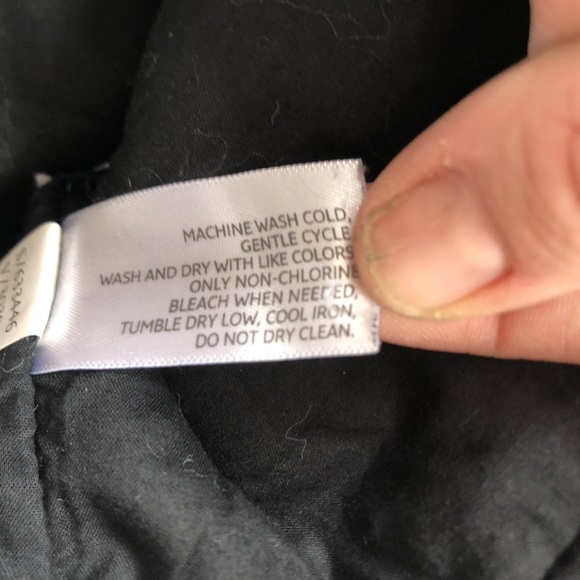 MACHINE WASH COLD,
GENTLE CYCLE
WASH AND DRY WITH LIKE COLORS
ONLY NON-CHLORINE
BLEACH WHEN NEEDED,
TUMBLE DRY LOW, COOL IRON,
DO NOT DRY CLEAN.